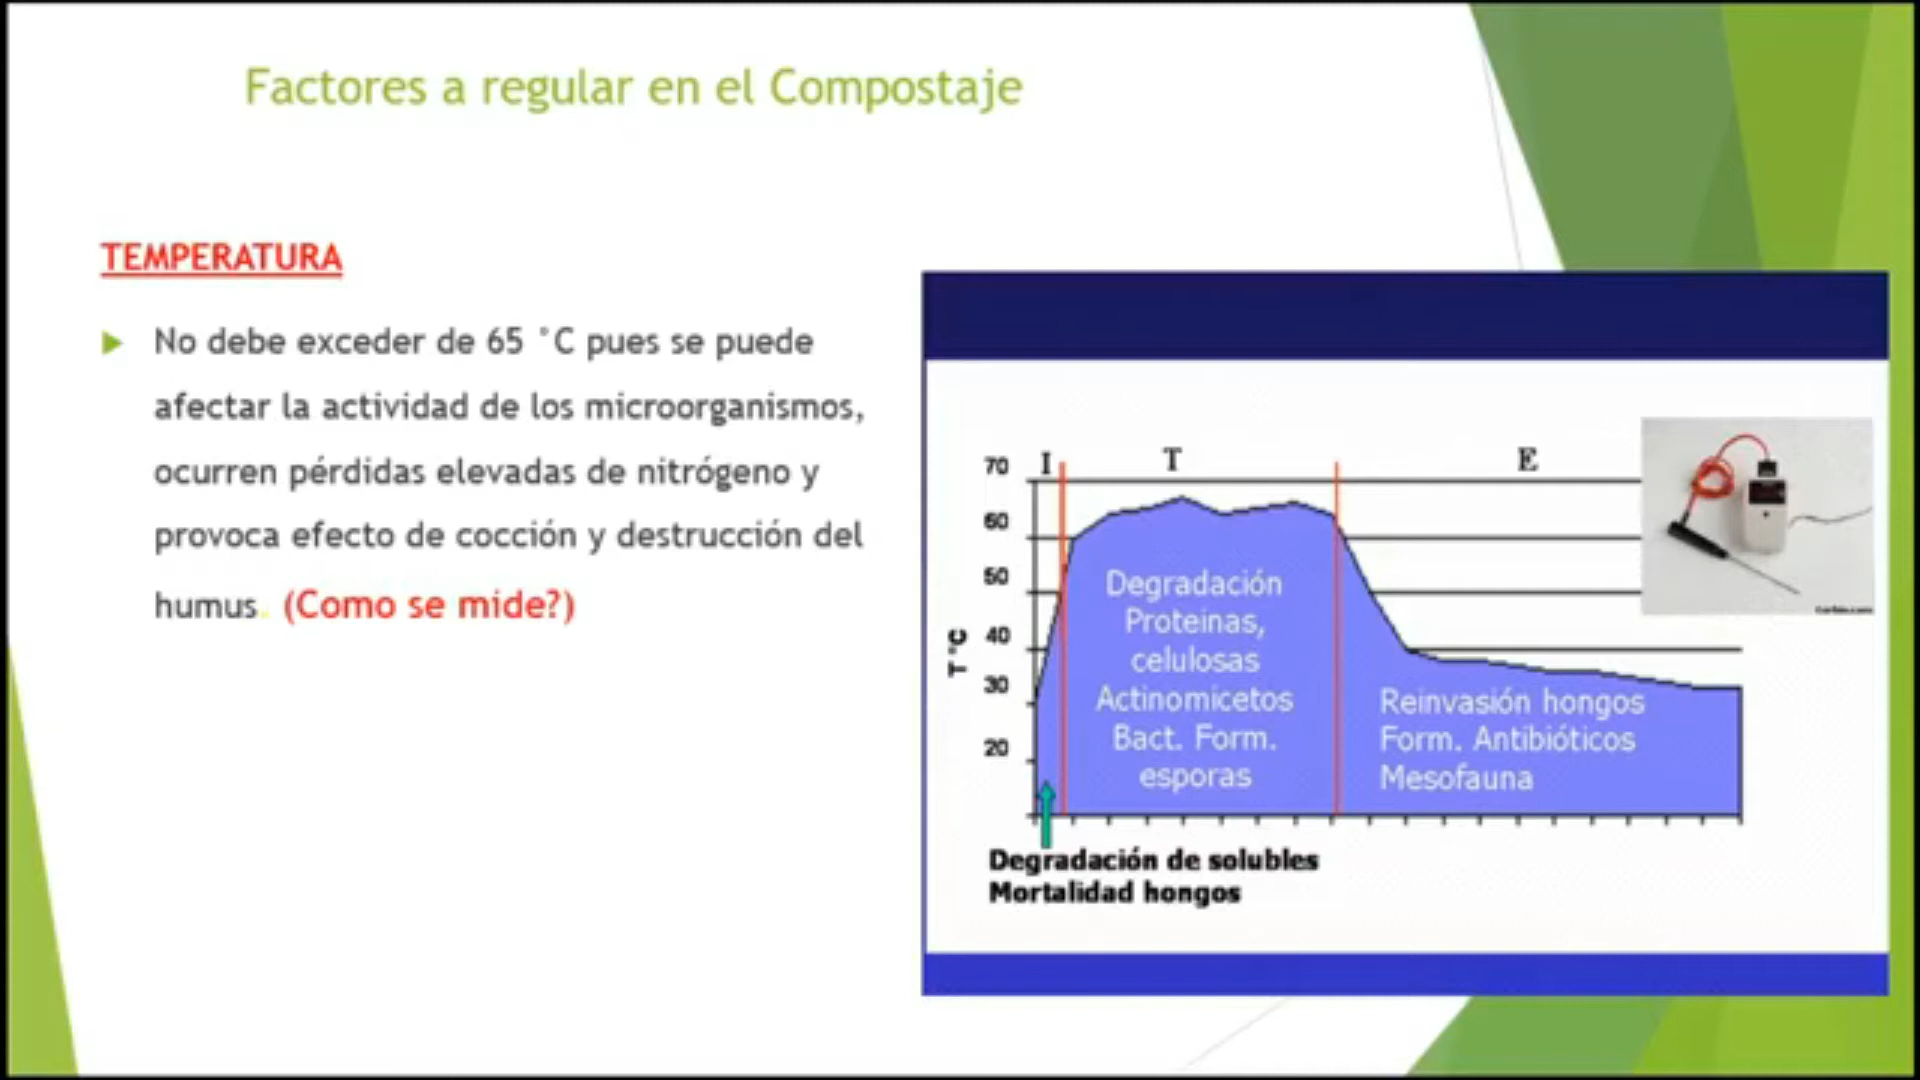 Factores a regular en el Compostaje
TEMPERATURA
No debe exceder de 65 °C pues se puede
afectar la actividad de los microorganismos,
ocurren pérdidas elevadas de nitrógeno y
provoca efecto de cocción y destrucción del
humus. (Como se mide?)
I T E
70
60
50
40
30
20
T °C
Degradación
Proteinas,
celulosas
Actinomicetos
Bact. Form.
esporas
Reinvasión hongos
Form. Antibióticos
Mesofauna
Degradación de solubles
Mortalidad hongos